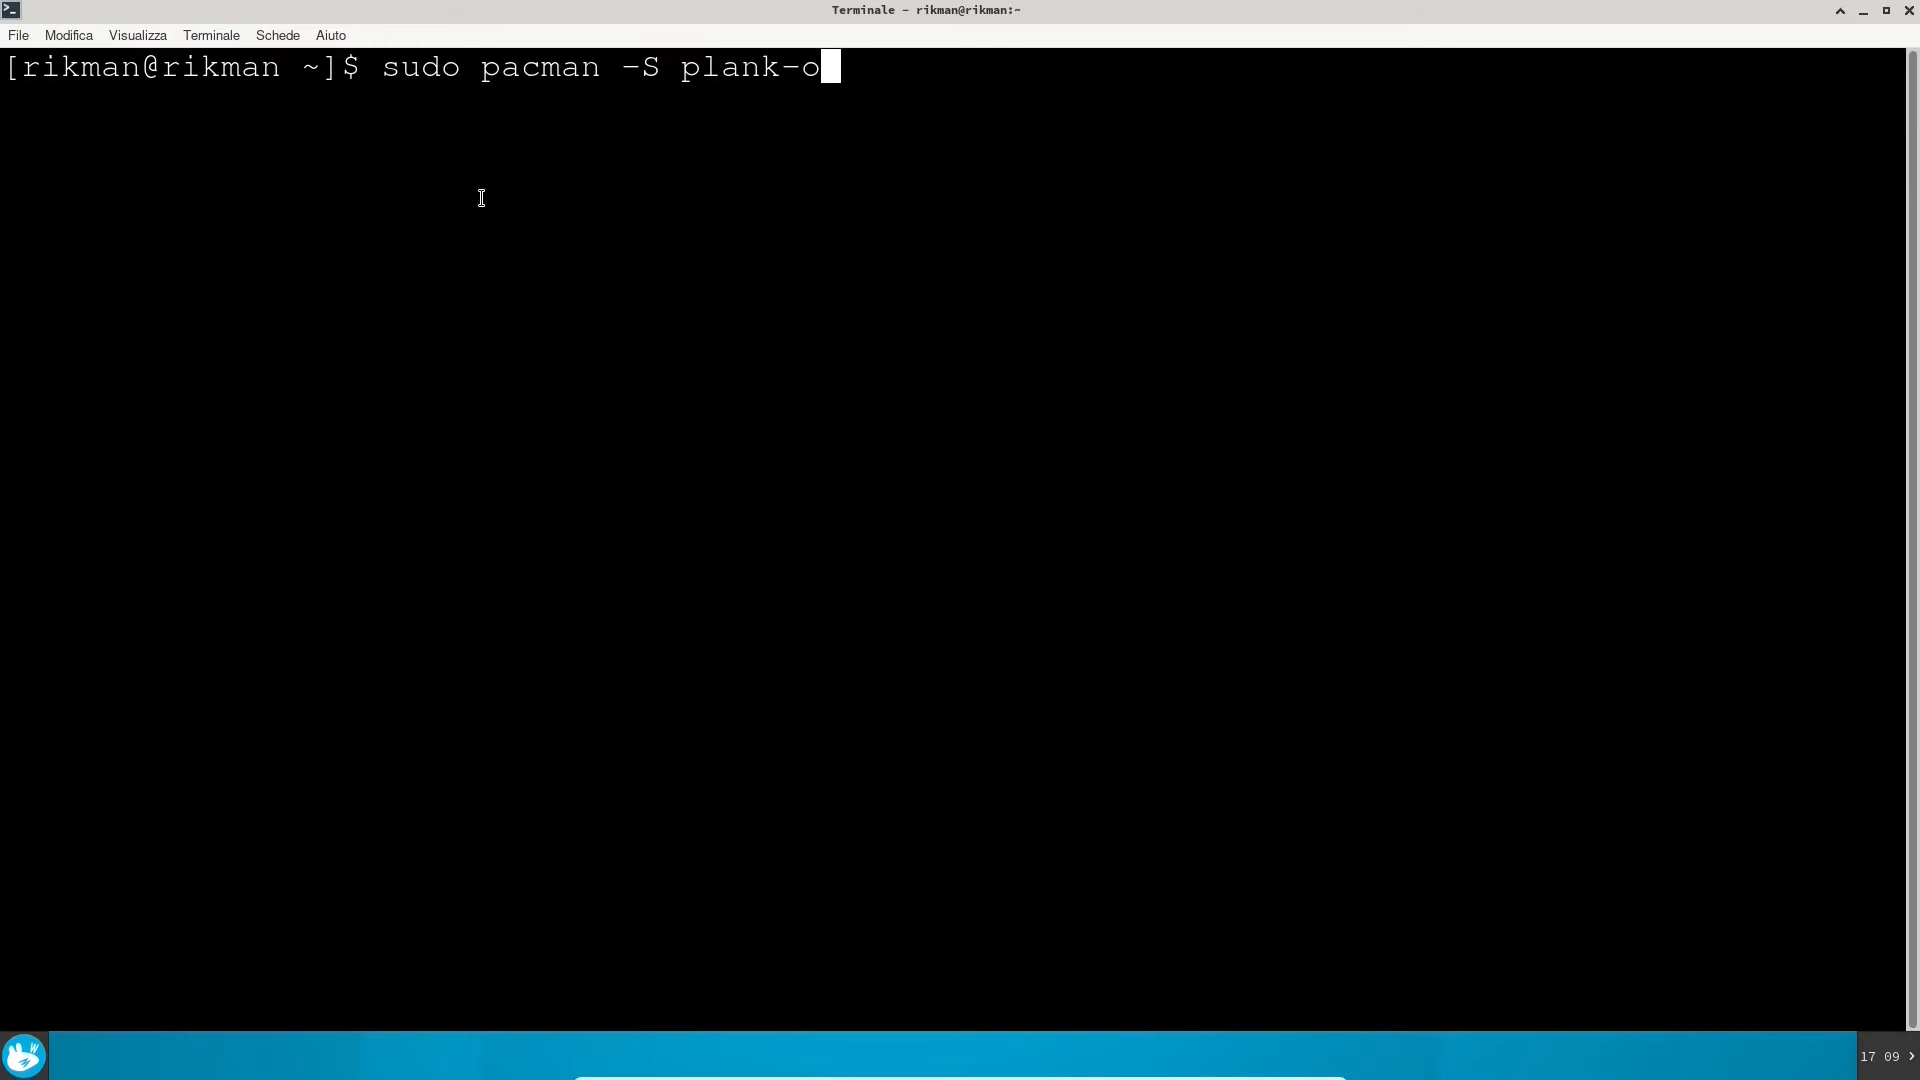 Terminale - rikman@rikman:~
File Modifica Visualizza Terminale Schede Aiuto
[rikman@rikman ~]$ sudo pacman -S plank-o
17 09